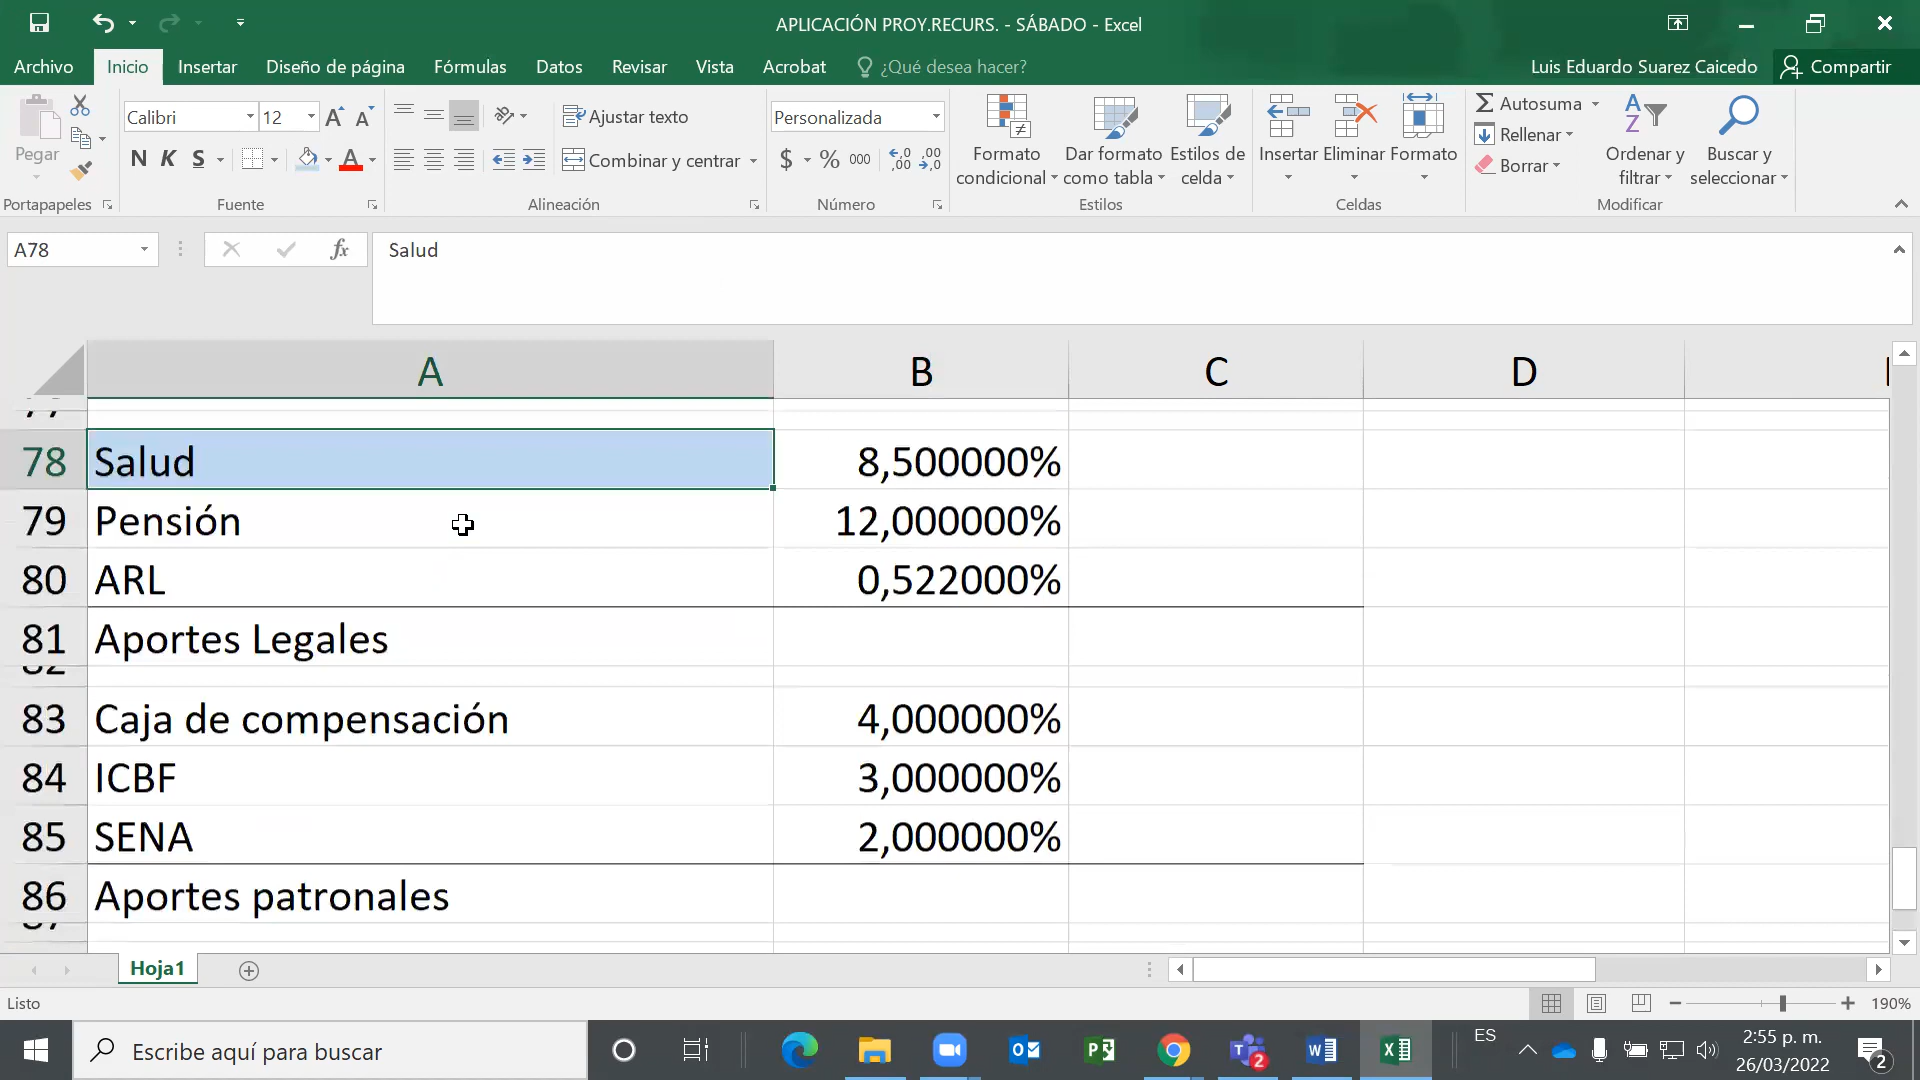 APLICACIÓN PROY.RECURS. - SÁBADO - Excel
Archivo Inicio Insertar Diseño de página Fórmulas Datos Revisar Vista Acrobat ¿Qué desea hacer? Luis Eduardo Suarez Caicedo Compartir
Pegar
Portapapeles
Calibri 12
N K S
Fuente
Ajustar texto
Combinar y centrar
Alineación
Personalizada
$ % 000
Número
Formato condicional
Dar formato como tabla
Estilos de celda
Estilos
Insertar Eliminar Formato
Celdas
Autosuma
Rellenar
Borrar
Ordenar y filtrar
Buscar y seleccionar
Modificar
A78 fx Salud
A B C D
78 Salud 8,500000%
79 Pensión 12,000000%
80 ARL 0,522000%
81 Aportes Legales
83 Caja de compensación 4,000000%
84 ICBF 3,000000%
85 SENA 2,000000%
86 Aportes patronales
Hoja1
Listo 190%
Escribe aquí para buscar
ES
2:55 p. m.
26/03/2022
2
2